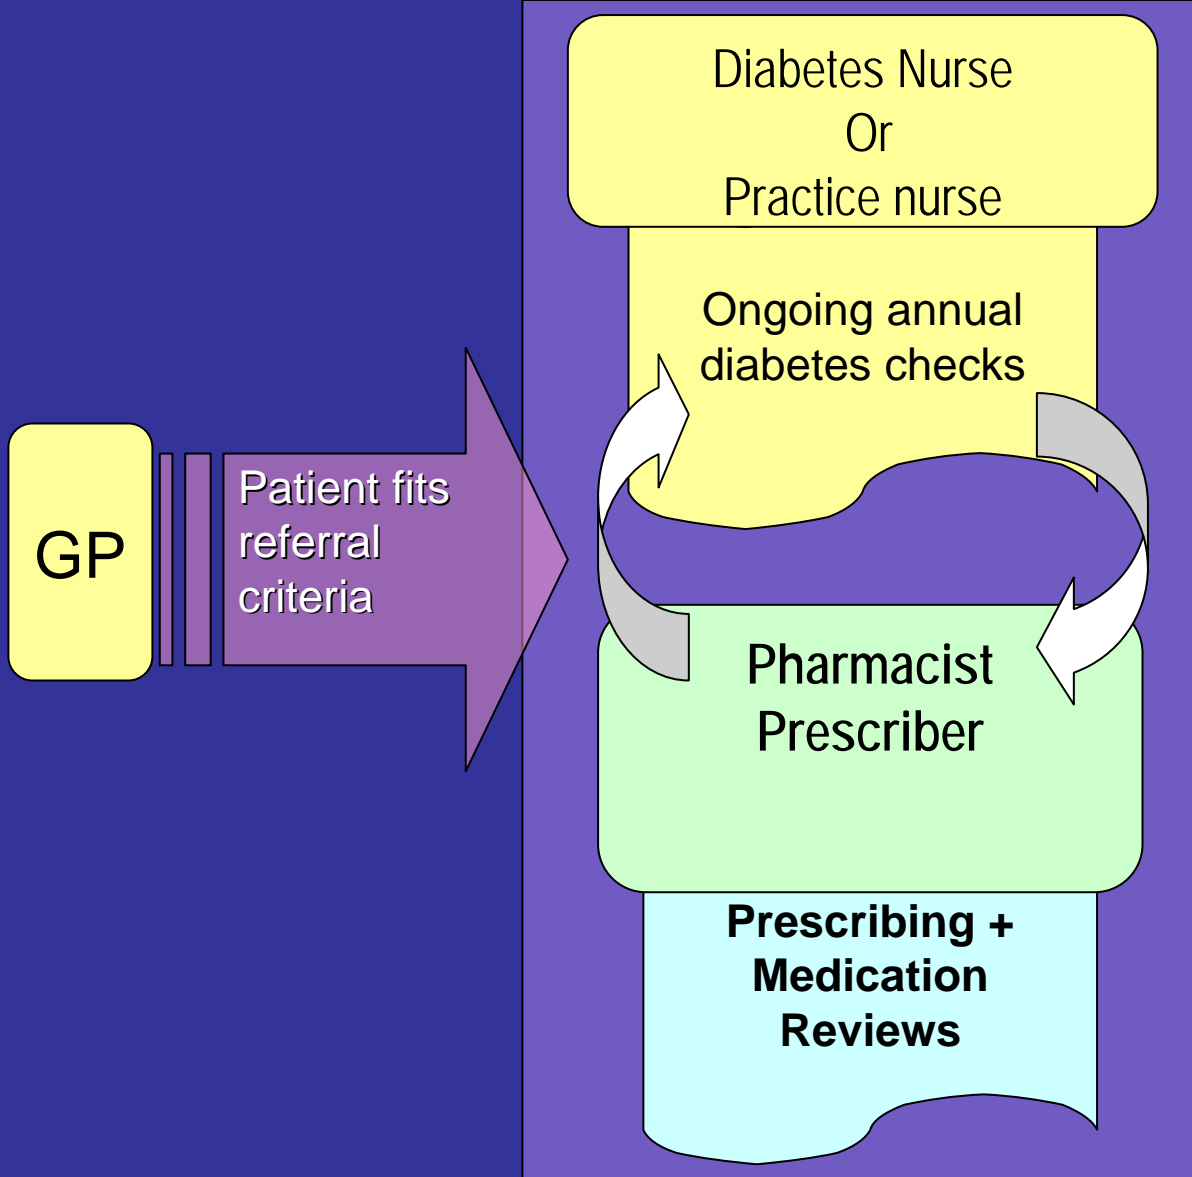 Diabetes Nurse
Or
Practice nurse
Ongoing annual
diabetes checks
GP
Patient fits
referral
criteria
Pharmacist
Prescriber
Prescribing +
Medication
Reviews